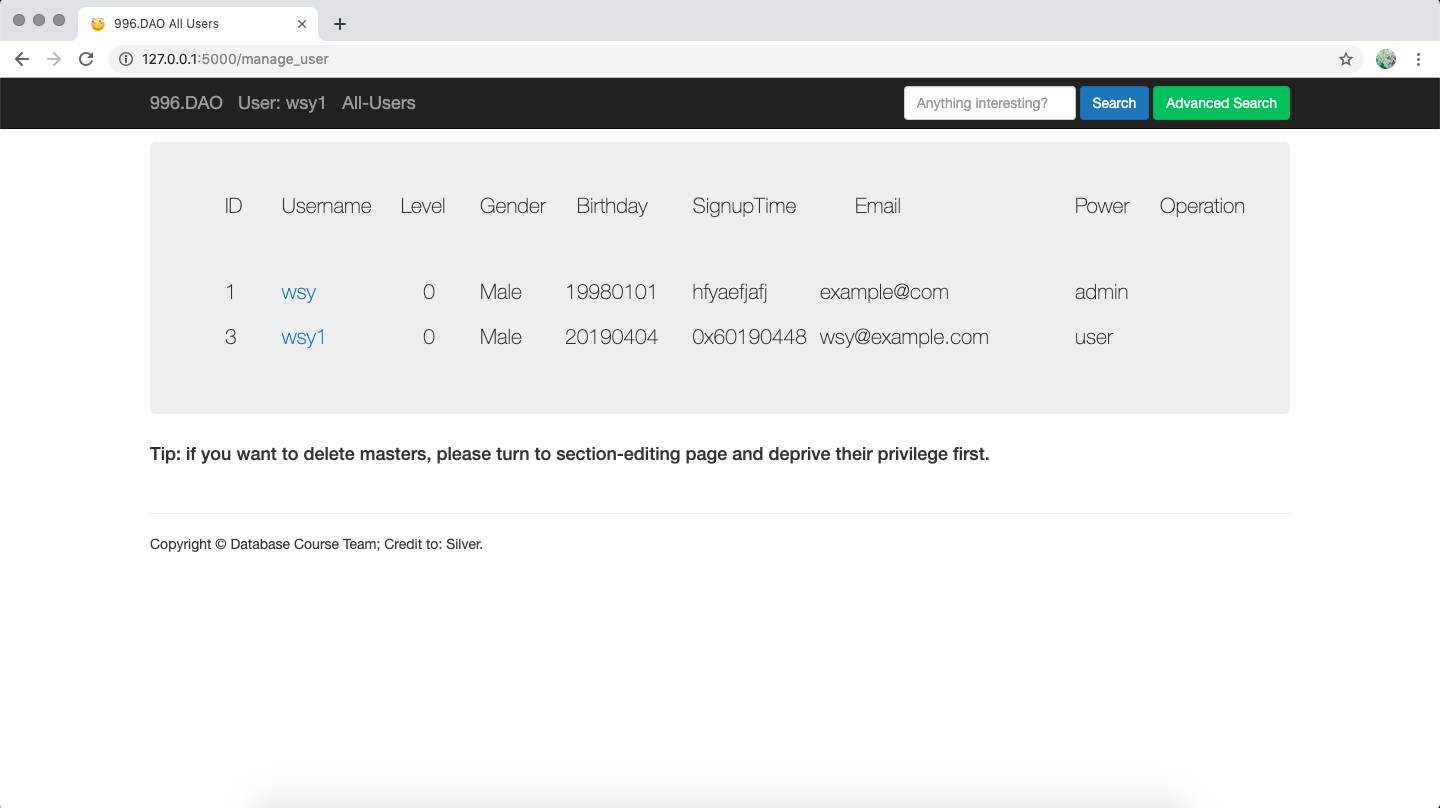 996.DAO All Users
127.0.0.1:5000/manage_user
996.DAO User: wsy1 All-Users Anything interesting? Search Advanced Search
ID Username Level Gender Birthday SignupTime Email Power Operation
1 wsy 0 Male 19980101 hfyaefjafj example@com admin
3 wsy1 0 Male 20190404 0x60190448 wsy@example.com user
Tip: if you want to delete masters, please turn to section-editing page and deprive their privilege first.
Copyright © Database Course Team; Credit to: Silver.